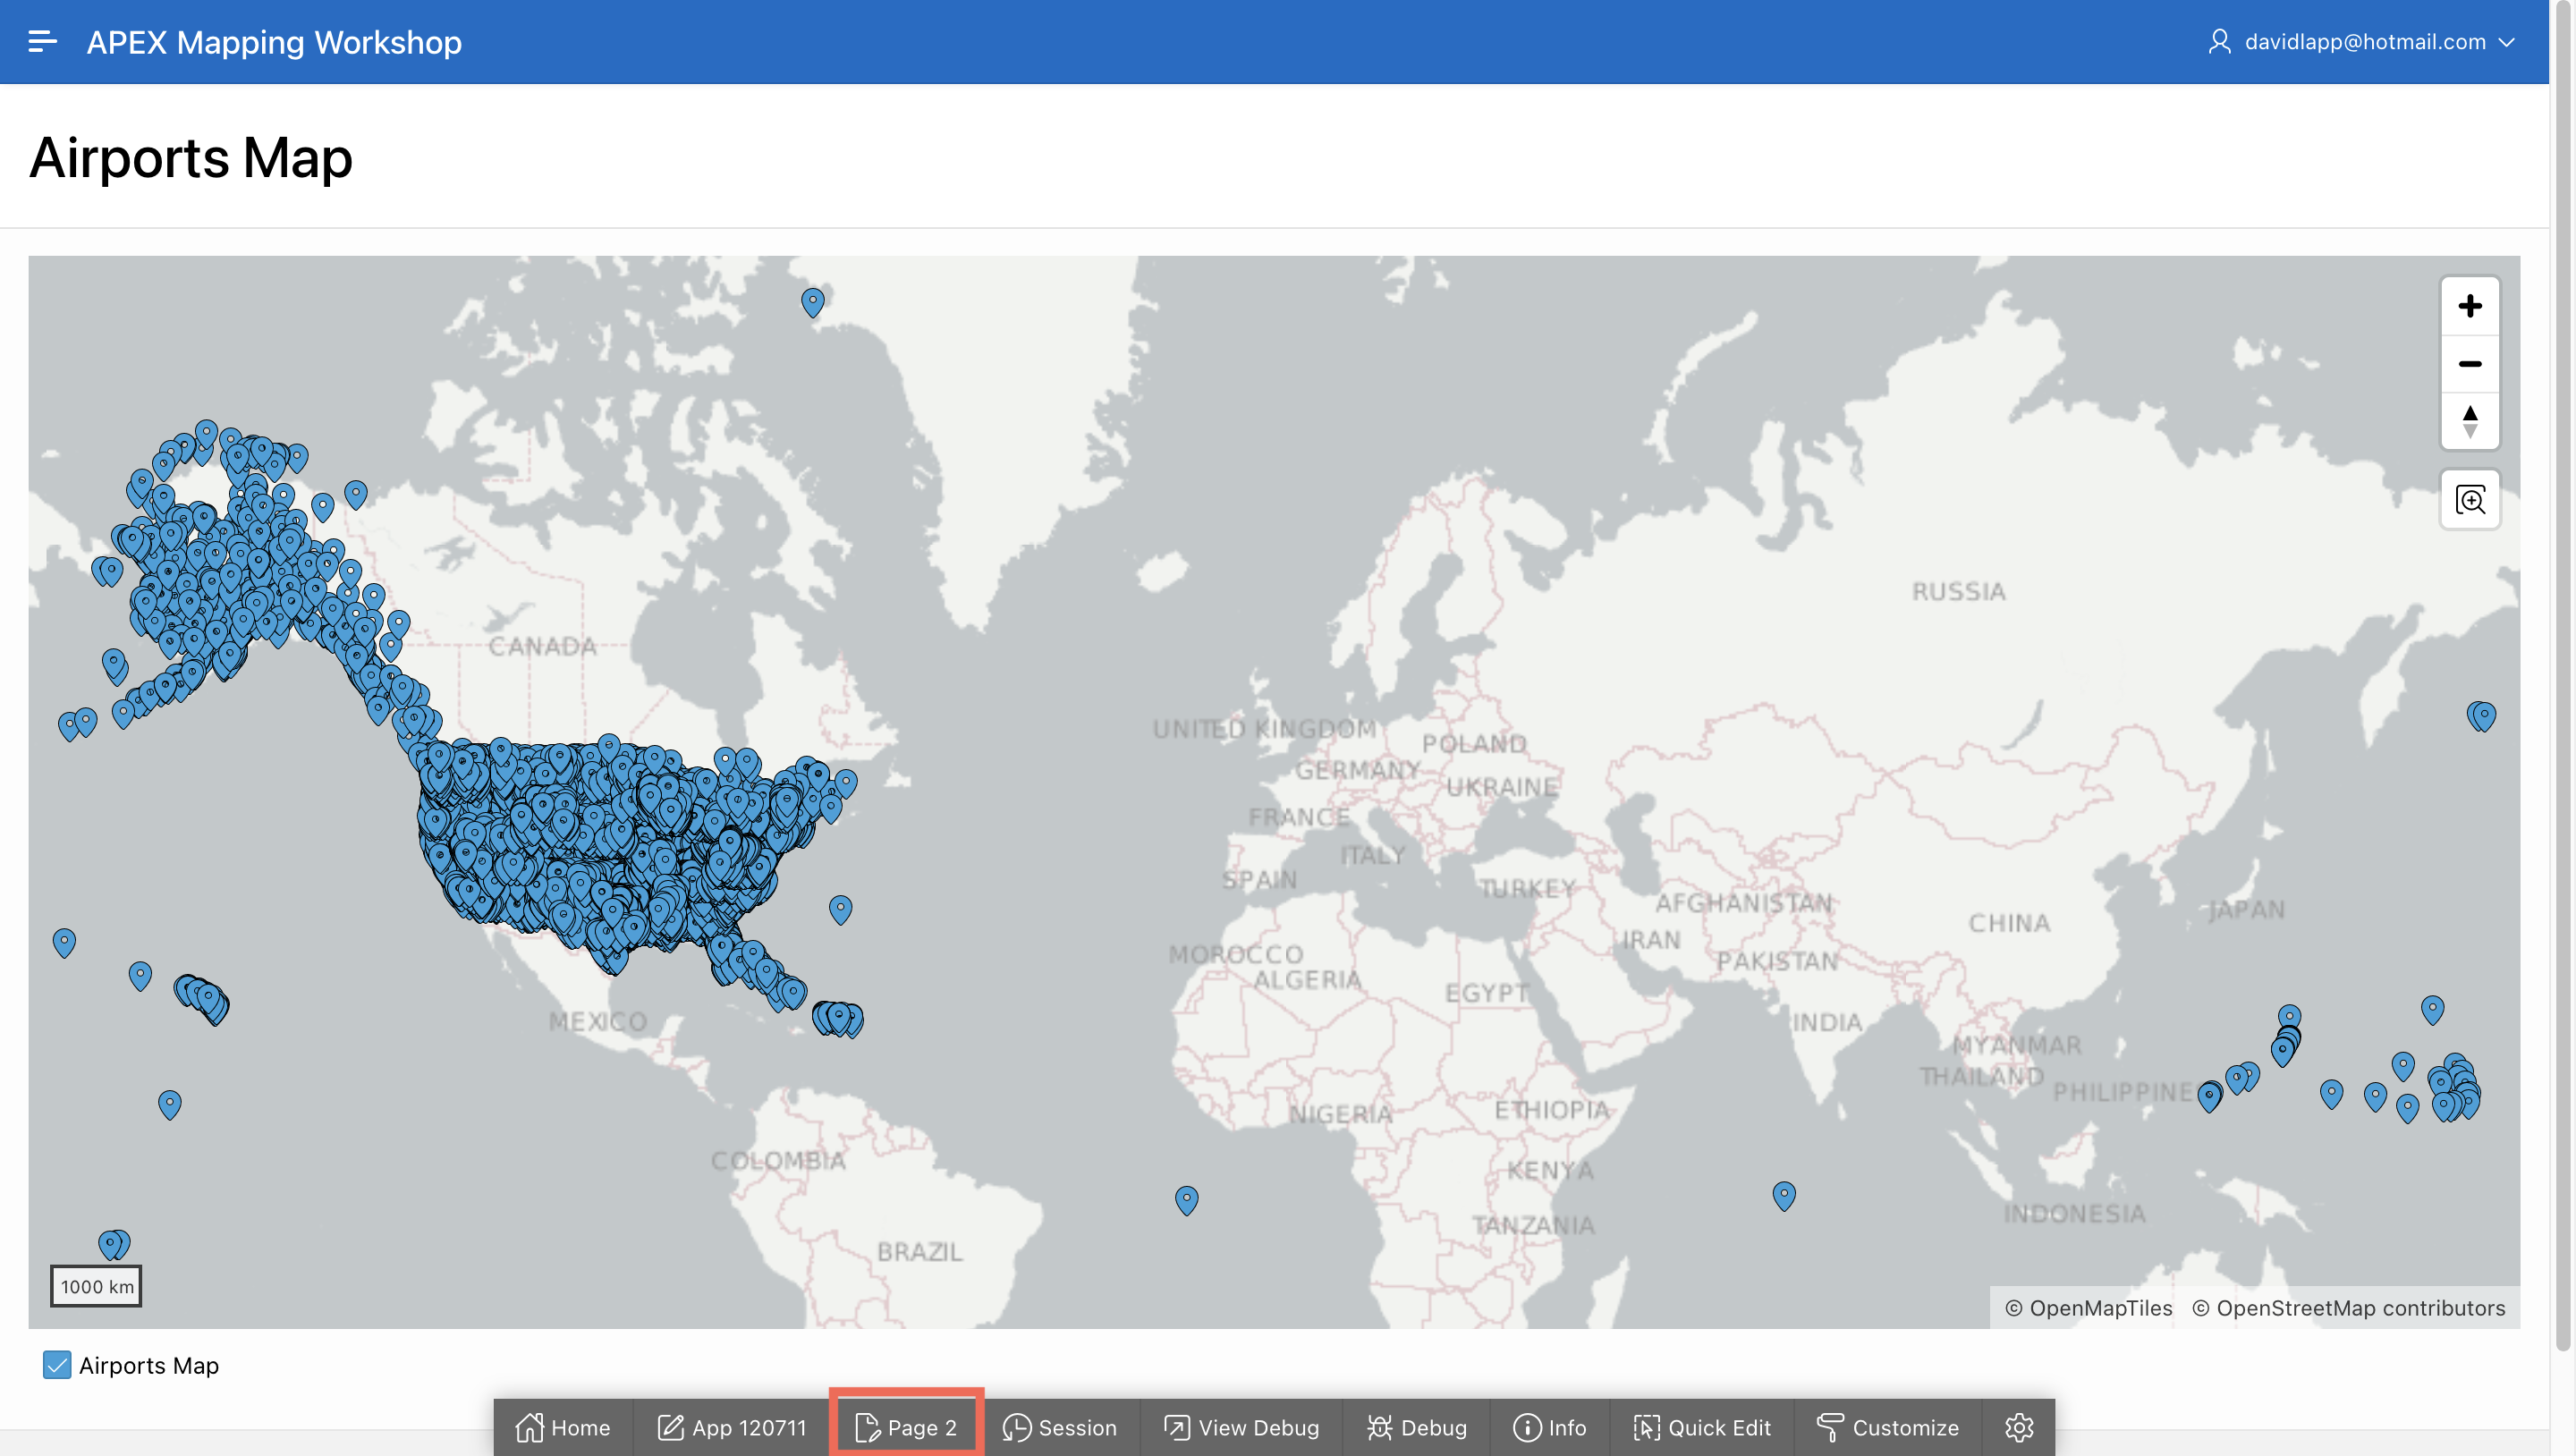 APEX Mapping Workshop
davidlapp@hotmail.com
Airports Map
RUSSIA
CANADA
UNITED KINGDOM
POLAND
GERMANY
UKRAINE
FRANCE
ITALY
SPAIN
TURKEY
AFGHANISTAN
JAPAN
CHINA
IRAN
MOROCCO
PAKISTAN
ALGERIA
EGYPT
MEXICO
INDIA
MYANMAR
THAILAND
PHILIPPINE
NIGERIA
ETHIOPIA
COLOMBIA
KENYA
INDONESIA
TANZANIA
BRAZIL
1000 km
© OpenMapTiles © OpenStreetMap contributors
Airports Map
Home
App 120711
Page 2
Session
View Debug
Debug
Info
Quick Edit
Customize